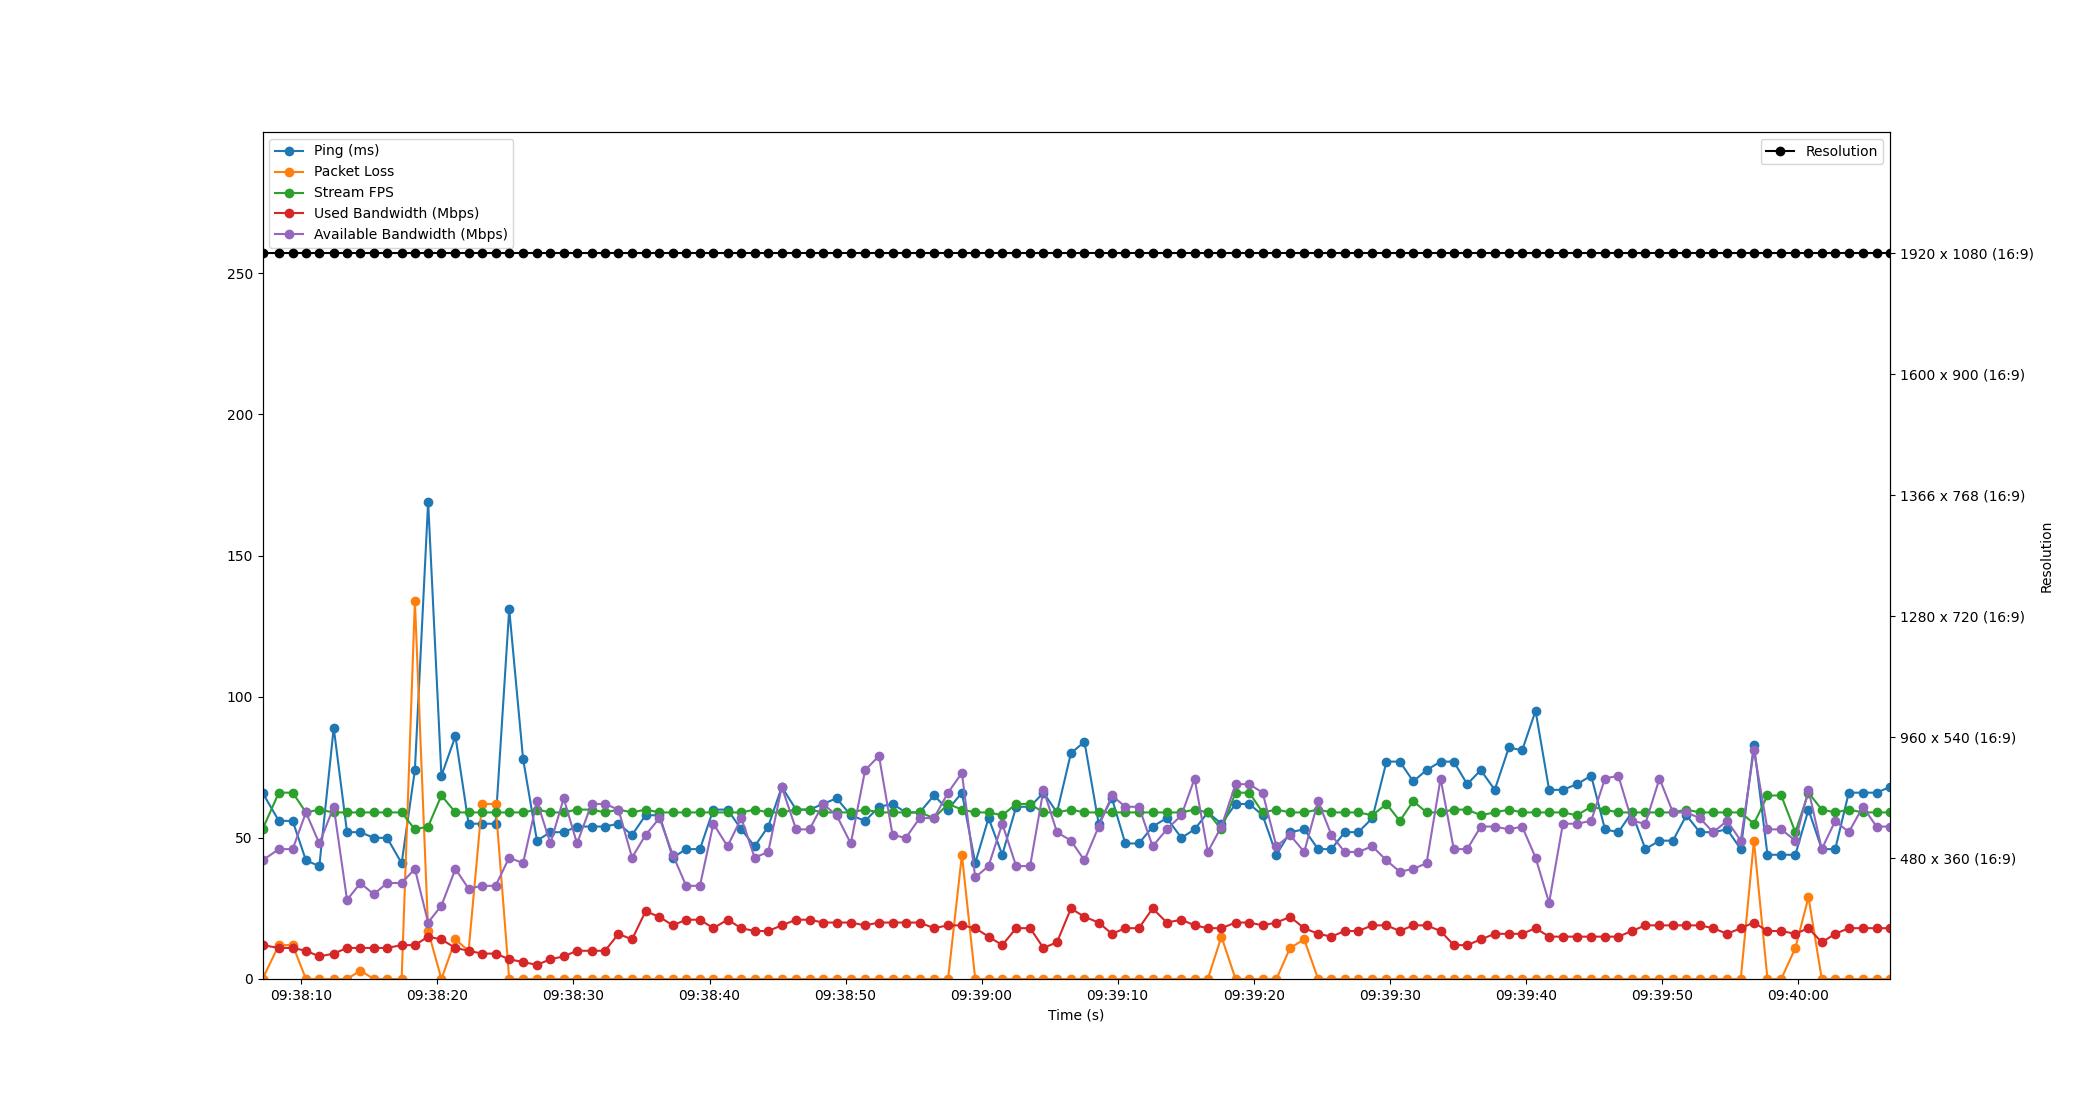 Ping (ms)
Packet Loss
Stream FPS
Used Bandwidth (Mbps)
Available Bandwidth (Mbps)
Resolution
250
200
150
100
50
0
1920 x 1080 (16:9)
1600 x 900 (16:9)
1366 x 768 (16:9)
1280 x 720 (16:9)
960 x 540 (16:9)
480 x 360 (16:9)
Resolution
09:38:10 09:38:20 09:38:30 09:38:40 09:38:50 09:39:00 09:39:10 09:39:20 09:39:30 09:39:40 09:39:50 09:40:00
Time (s)